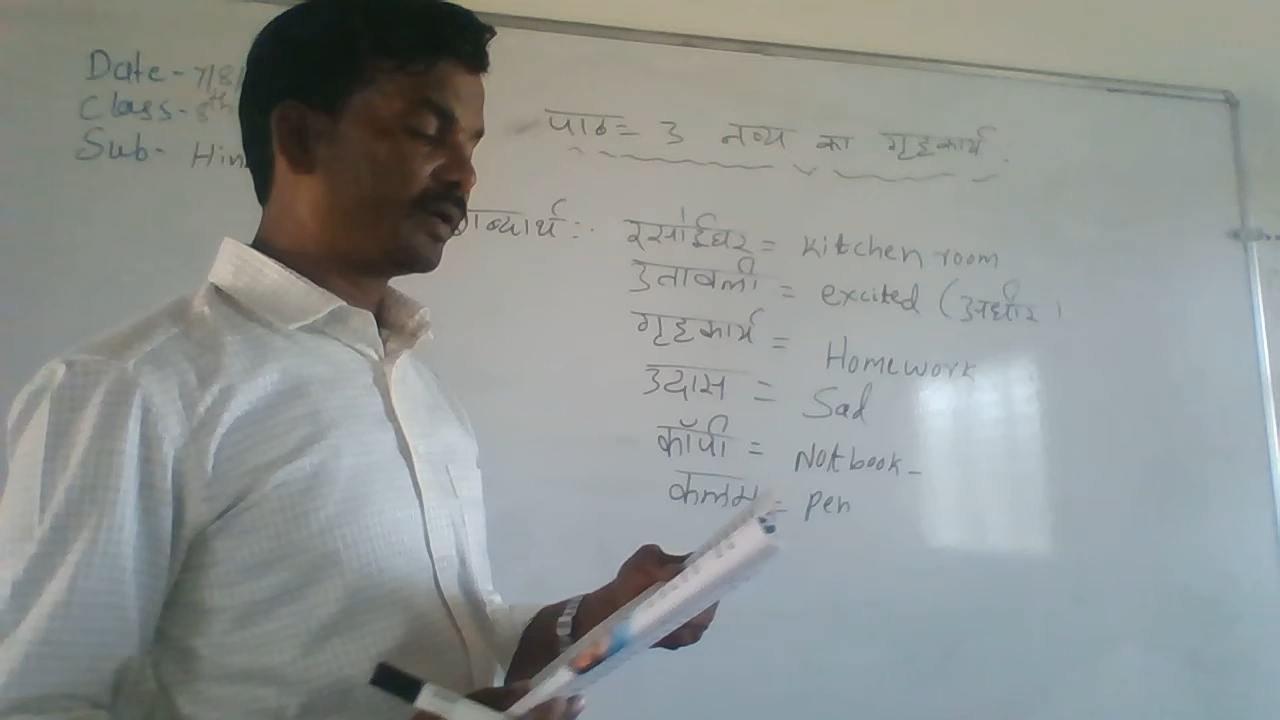 Date - 7/8/
Class - 8th
Sub - Hin
पाठ = 3 नव्य का गृहकार्य
शब्दार्थ :- रसोईघर = Kitchen room
उतावली = excited (अधीर)
गृहकार्य = Homework
उदास = Sad
कॉपी = Notbook -
कलम = pen